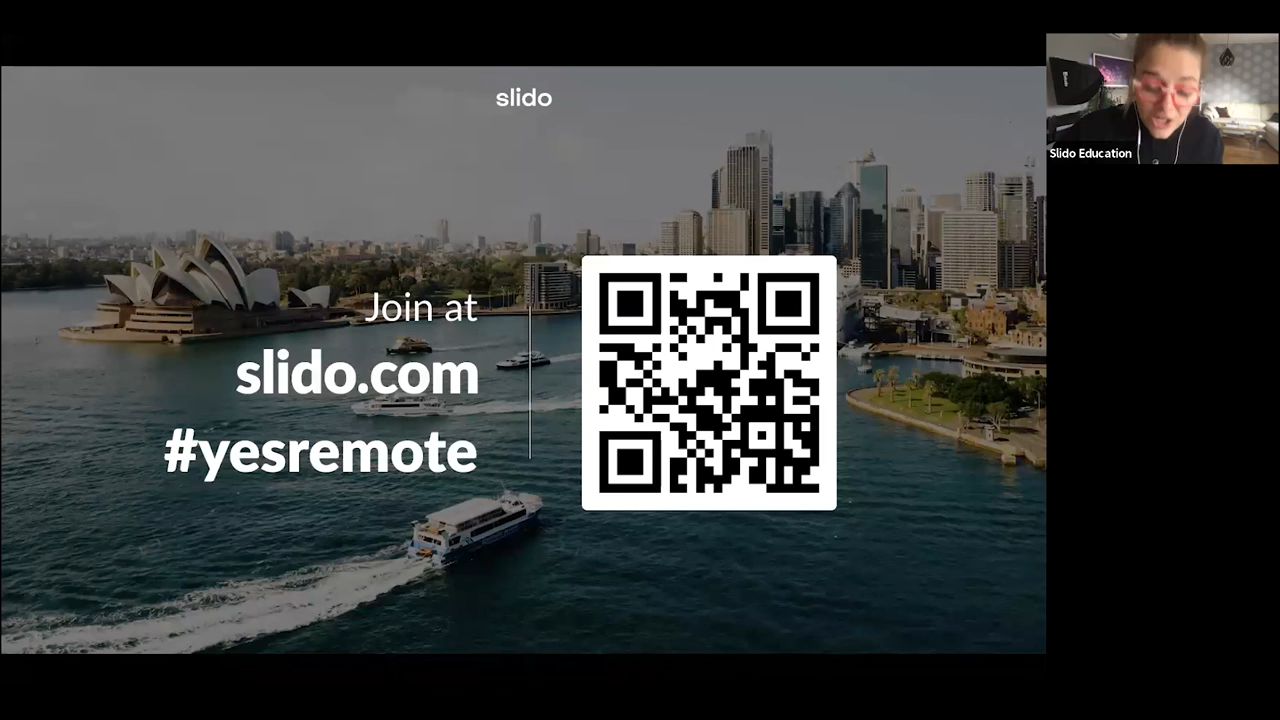 slido
Join at
slido.com
#yesremote
Slido Education